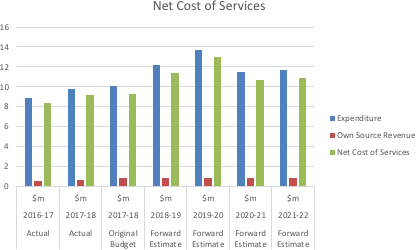 Net Cost of Services
16
14
12
10
8
6
4
2
0
$m $m $m $m $m $m $m
2016-17 2017-18 2017-18 2018-19 2019-20 2020-21 2021-22
Actual Actual Original Forward Forward Forward Forward
Budget Estimate Estimate Estimate Estimate
Expenditure
Own Source Revenue
Net Cost of Services